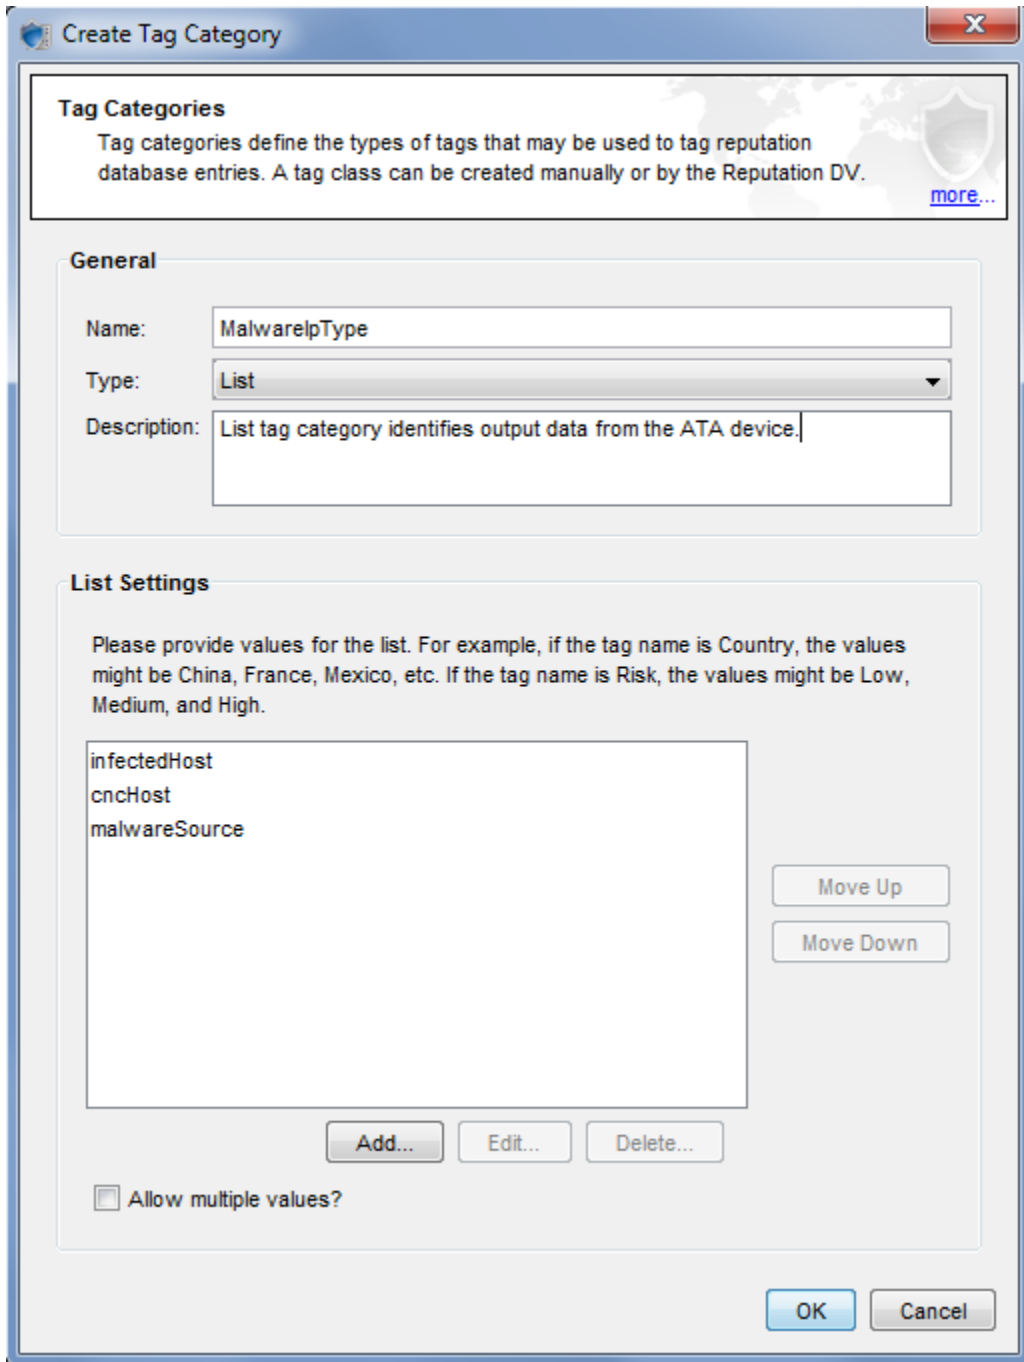 Create Tag Category
Tag Categories
Tag categories define the types of tags that may be used to tag reputation
database entries. A tag class can be created manually or by the Reputation DV.
more...
General
Name: MalwareIpType
Type: List
Description: List tag category identifies output data from the ATA device.
List Settings
Please provide values for the list. For example, if the tag name is Country, the values
might be China, France, Mexico, etc. If the tag name is Risk, the values might be Low,
Medium, and High.
infectedHost
cncHost
malwareSource
Move Up
Move Down
Add... Edit... Delete...
Allow multiple values?
OK Cancel